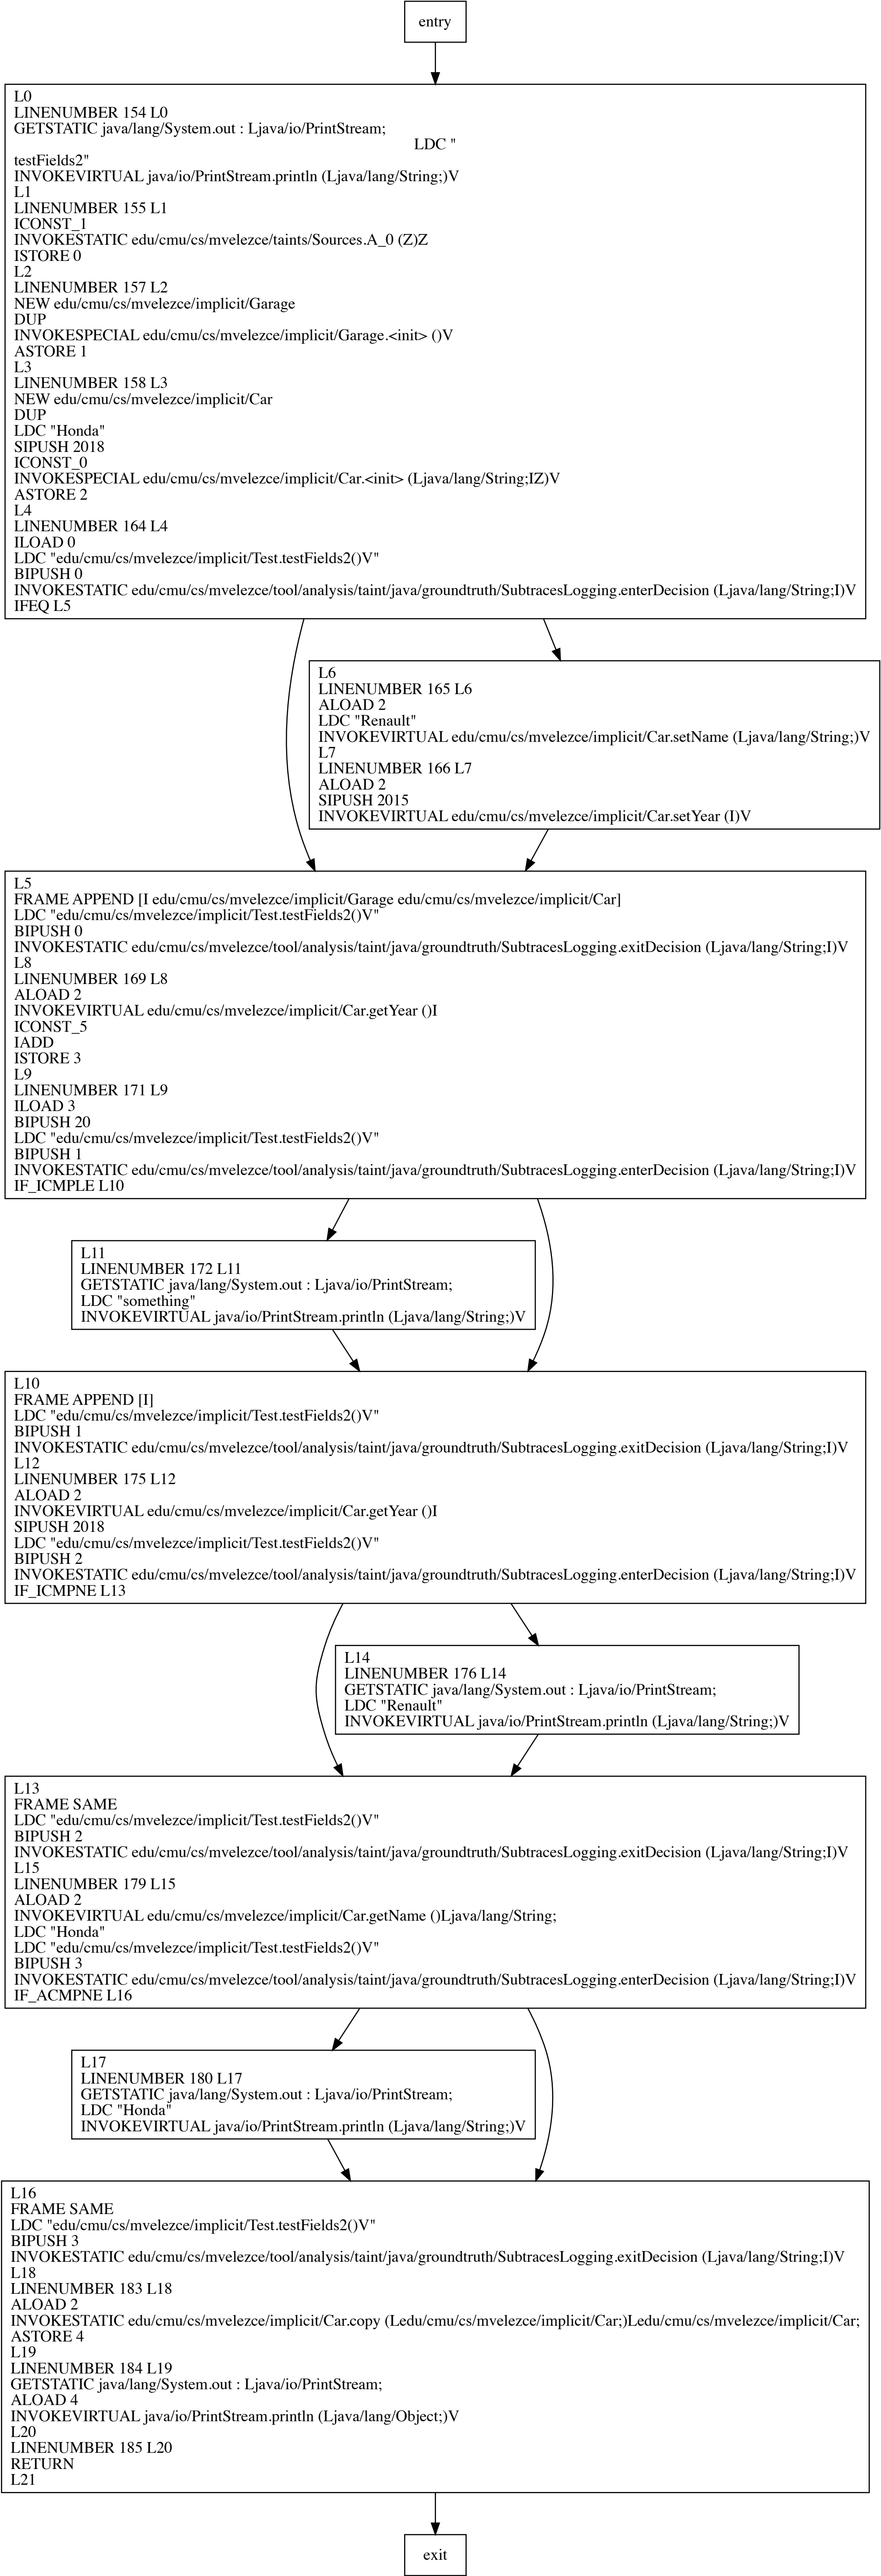 entry
L0
LINENUMBER 154 L0
GETSTATIC java/lang/System.out : Ljava/io/PrintStream;
LDC "
testFields2"
INVOKEVIRTUAL java/io/PrintStream.println (Ljava/lang/String;)V
L1
LINENUMBER 155 L1
ICONST_1
INVOKESTATIC edu/cmu/cs/mvelezce/taints/Sources.A_0 (Z)Z
ISTORE 0
L2
LINENUMBER 157 L2
NEW edu/cmu/cs/mvelezce/implicit/Garage
DUP
INVOKESPECIAL edu/cmu/cs/mvelezce/implicit/Garage.<init> ()V
ASTORE 1
L3
LINENUMBER 158 L3
NEW edu/cmu/cs/mvelezce/implicit/Car
DUP
LDC "Honda"
SIPUSH 2018
ICONST_0
INVOKESPECIAL edu/cmu/cs/mvelezce/implicit/Car.<init> (Ljava/lang/String;IZ)V
ASTORE 2
L4
LINENUMBER 164 L4
ILOAD 0
LDC "edu/cmu/cs/mvelezce/implicit/Test.testFields2()V"
BIPUSH 0
INVOKESTATIC edu/cmu/cs/mvelezce/tool/analysis/taint/java/groundtruth/SubtracesLogging.enterDecision (Ljava/lang/String;I)V
IFEQ L5
L6
LINENUMBER 165 L6
ALOAD 2
LDC "Renault"
INVOKEVIRTUAL edu/cmu/cs/mvelezce/implicit/Car.setName (Ljava/lang/String;)V
L7
LINENUMBER 166 L7
ALOAD 2
SIPUSH 2015
INVOKEVIRTUAL edu/cmu/cs/mvelezce/implicit/Car.setYear (I)V
L5
FRAME APPEND [I edu/cmu/cs/mvelezce/implicit/Garage edu/cmu/cs/mvelezce/implicit/Car]
LDC "edu/cmu/cs/mvelezce/implicit/Test.testFields2()V"
BIPUSH 0
INVOKESTATIC edu/cmu/cs/mvelezce/tool/analysis/taint/java/groundtruth/SubtracesLogging.exitDecision (Ljava/lang/String;I)V
L8
LINENUMBER 169 L8
ALOAD 2
INVOKEVIRTUAL edu/cmu/cs/mvelezce/implicit/Car.getYear ()I
ICONST_5
IADD
ISTORE 3
L9
LINENUMBER 171 L9
ILOAD 3
BIPUSH 20
LDC "edu/cmu/cs/mvelezce/implicit/Test.testFields2()V"
BIPUSH 1
INVOKESTATIC edu/cmu/cs/mvelezce/tool/analysis/taint/java/groundtruth/SubtracesLogging.enterDecision (Ljava/lang/String;I)V
IF_ICMPLE L10
L11
LINENUMBER 172 L11
GETSTATIC java/lang/System.out : Ljava/io/PrintStream;
LDC "something"
INVOKEVIRTUAL java/io/PrintStream.println (Ljava/lang/String;)V
L10
FRAME APPEND [I]
LDC "edu/cmu/cs/mvelezce/implicit/Test.testFields2()V"
BIPUSH 1
INVOKESTATIC edu/cmu/cs/mvelezce/tool/analysis/taint/java/groundtruth/SubtracesLogging.exitDecision (Ljava/lang/String;I)V
L12
LINENUMBER 175 L12
ALOAD 2
INVOKEVIRTUAL edu/cmu/cs/mvelezce/implicit/Car.getYear ()I
SIPUSH 2018
LDC "edu/cmu/cs/mvelezce/implicit/Test.testFields2()V"
BIPUSH 2
INVOKESTATIC edu/cmu/cs/mvelezce/tool/analysis/taint/java/groundtruth/SubtracesLogging.enterDecision (Ljava/lang/String;I)V
IF_ICMPNE L13
L14
LINENUMBER 176 L14
GETSTATIC java/lang/System.out : Ljava/io/PrintStream;
LDC "Renault"
INVOKEVIRTUAL java/io/PrintStream.println (Ljava/lang/String;)V
L13
FRAME SAME
LDC "edu/cmu/cs/mvelezce/implicit/Test.testFields2()V"
BIPUSH 2
INVOKESTATIC edu/cmu/cs/mvelezce/tool/analysis/taint/java/groundtruth/SubtracesLogging.exitDecision (Ljava/lang/String;I)V
L15
LINENUMBER 179 L15
ALOAD 2
INVOKEVIRTUAL edu/cmu/cs/mvelezce/implicit/Car.getName ()Ljava/lang/String;
LDC "Honda"
LDC "edu/cmu/cs/mvelezce/implicit/Test.testFields2()V"
BIPUSH 3
INVOKESTATIC edu/cmu/cs/mvelezce/tool/analysis/taint/java/groundtruth/SubtracesLogging.enterDecision (Ljava/lang/String;I)V
IF_ACMPNE L16
L17
LINENUMBER 180 L17
GETSTATIC java/lang/System.out : Ljava/io/PrintStream;
LDC "Honda"
INVOKEVIRTUAL java/io/PrintStream.println (Ljava/lang/String;)V
L16
FRAME SAME
LDC "edu/cmu/cs/mvelezce/implicit/Test.testFields2()V"
BIPUSH 3
INVOKESTATIC edu/cmu/cs/mvelezce/tool/analysis/taint/java/groundtruth/SubtracesLogging.exitDecision (Ljava/lang/String;I)V
L18
LINENUMBER 183 L18
ALOAD 2
INVOKESTATIC edu/cmu/cs/mvelezce/implicit/Car.copy (Ledu/cmu/cs/mvelezce/implicit/Car;)Ledu/cmu/cs/mvelezce/implicit/Car;
ASTORE 4
L19
LINENUMBER 184 L19
GETSTATIC java/lang/System.out : Ljava/io/PrintStream;
ALOAD 4
INVOKEVIRTUAL java/io/PrintStream.println (Ljava/lang/Object;)V
L20
LINENUMBER 185 L20
RETURN
L21
exit